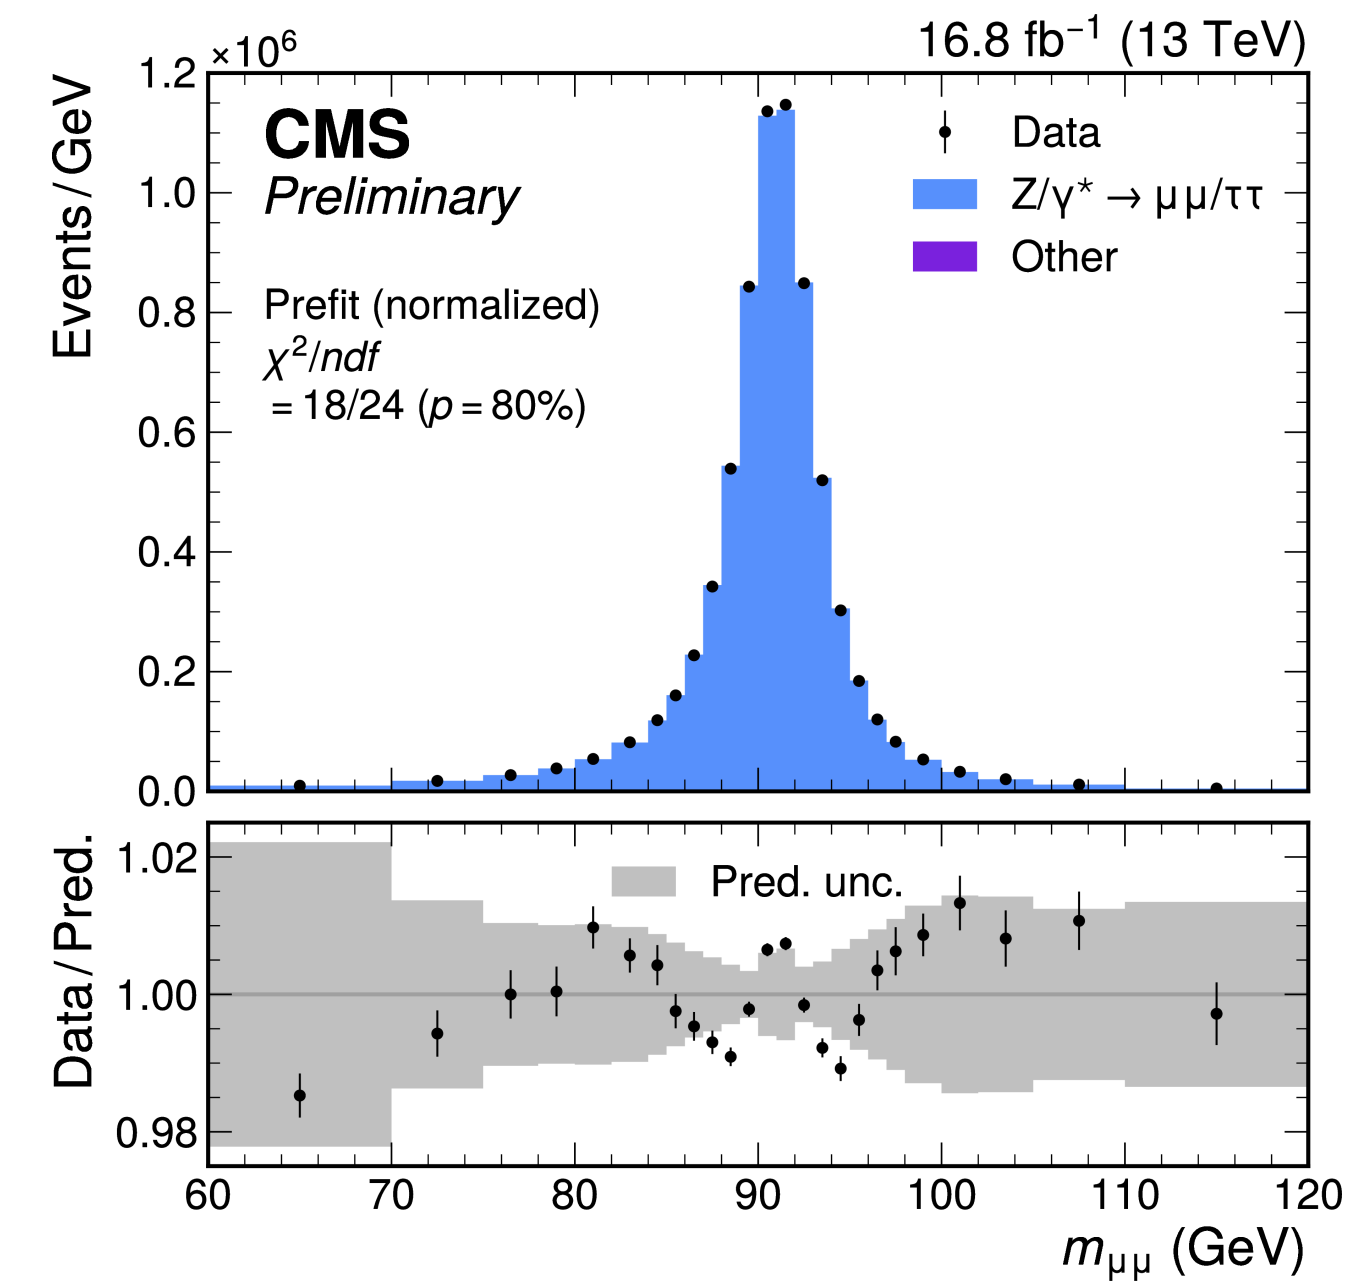 ×10⁶
16.8 fb⁻¹ (13 TeV)
CMS
Preliminary
Prefit (normalized)
χ²/ndf
= 18/24 (p = 80%)
Data
Z/γ* → μμ/ττ
Other
Events / GeV
1.2
1.0
0.8
0.6
0.4
0.2
0.0
Pred. unc.
Data / Pred.
1.02
1.00
0.98
60 70 80 90 100 110 120
mμμ (GeV)